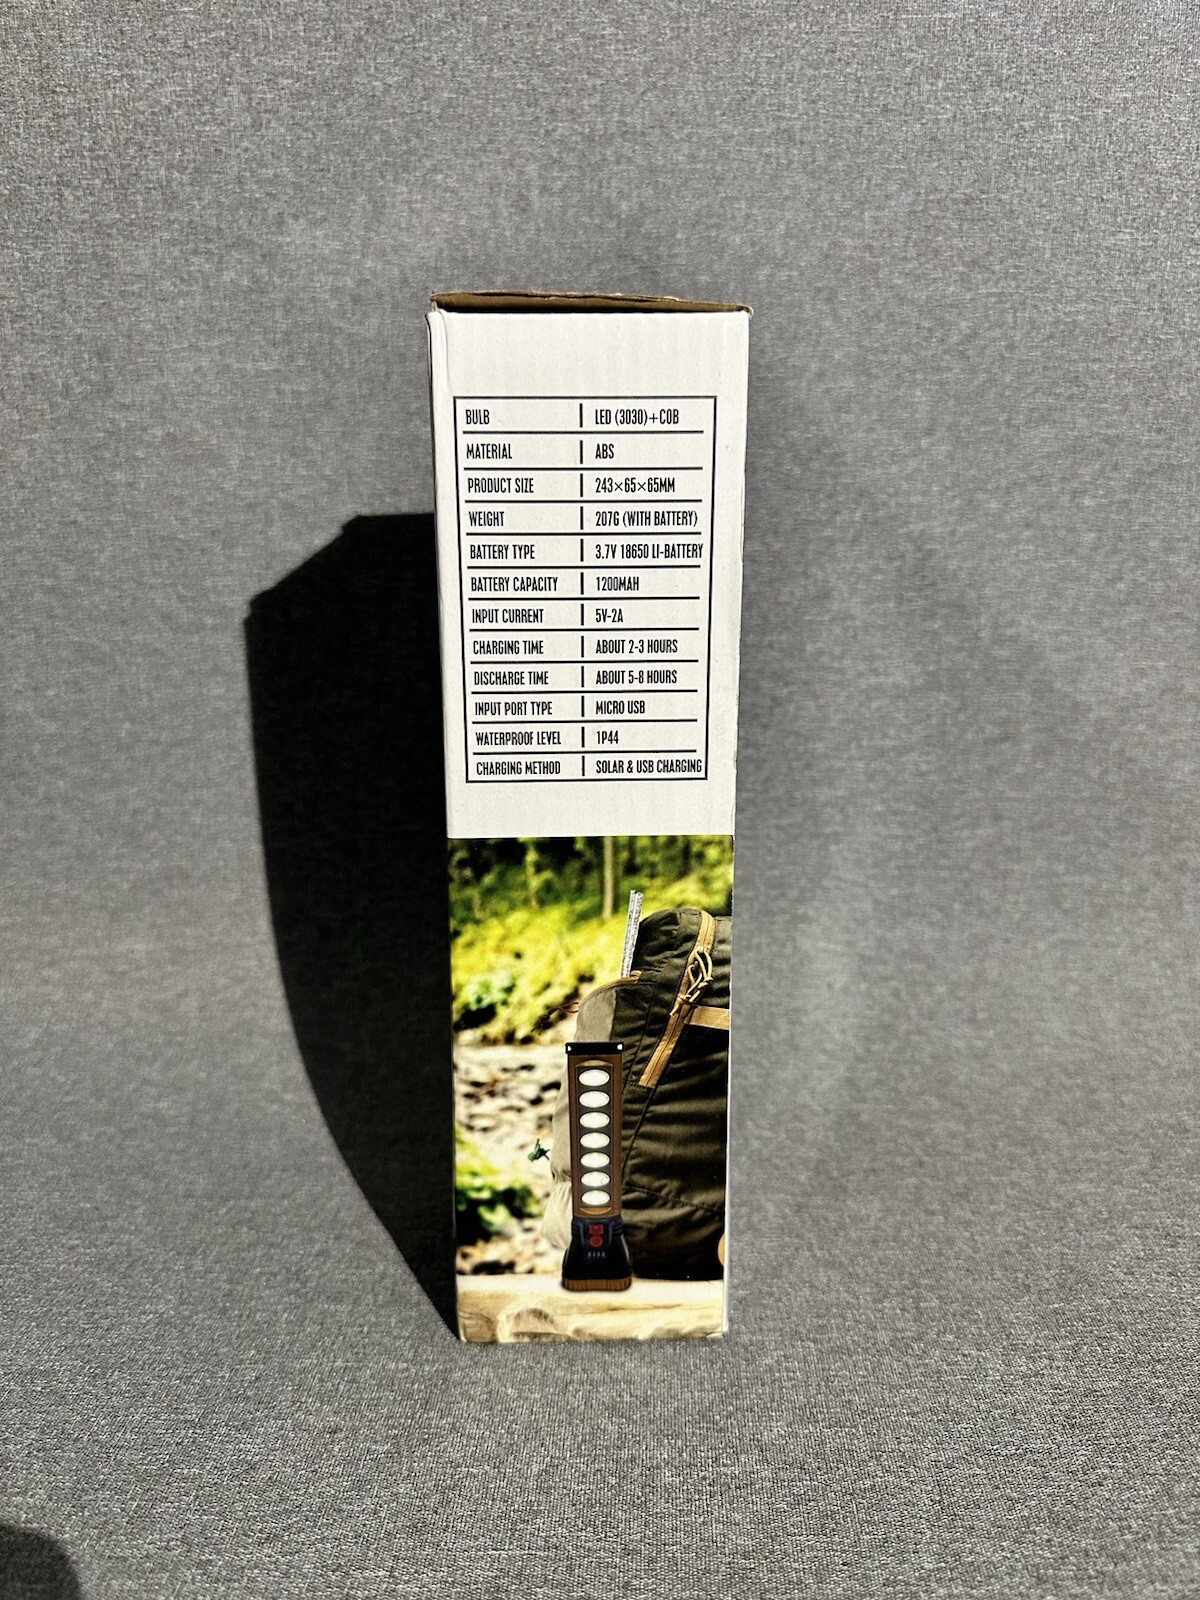 BULB | LED (3030)+COB
MATERIAL | ABS
PRODUCT SIZE | 243×65×65MM
WEIGHT | 207G (WITH BATTERY)
BATTERY TYPE | 3.7V 18650 LI-BATTERY
BATTERY CAPACITY | 1200MAH
INPUT CURRENT | 5V-2A
CHARGING TIME | ABOUT 2-3 HOURS
DISCHARGE TIME | ABOUT 5-8 HOURS
INPUT PORT TYPE | MICRO USB
WATERPROOF LEVEL | 1P44
CHARGING METHOD | SOLAR & USB CHARGING